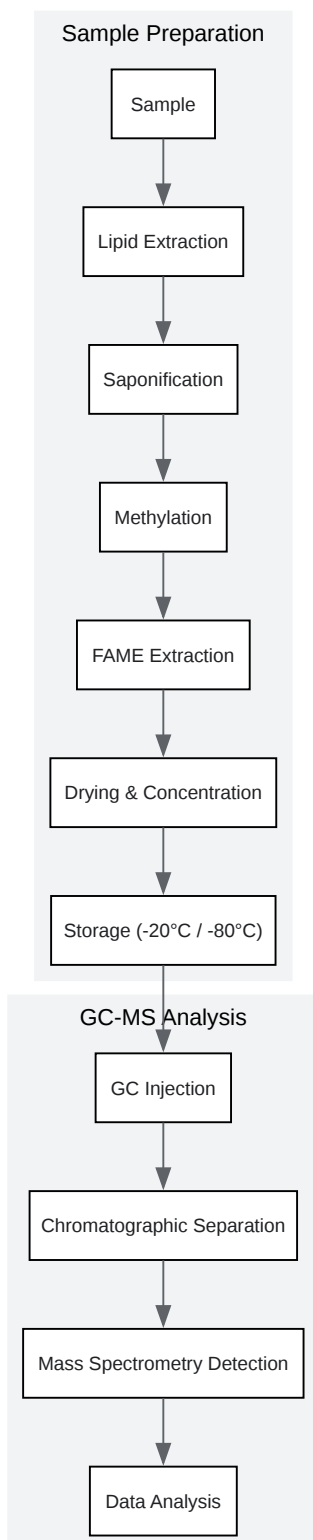 Sample Preparation
Sample
Lipid Extraction
Saponification
Methylation
FAME Extraction
Drying & Concentration
Storage (-20°C / -80°C)
GC-MS Analysis
GC Injection
Chromatographic Separation
Mass Spectrometry Detection
Data Analysis